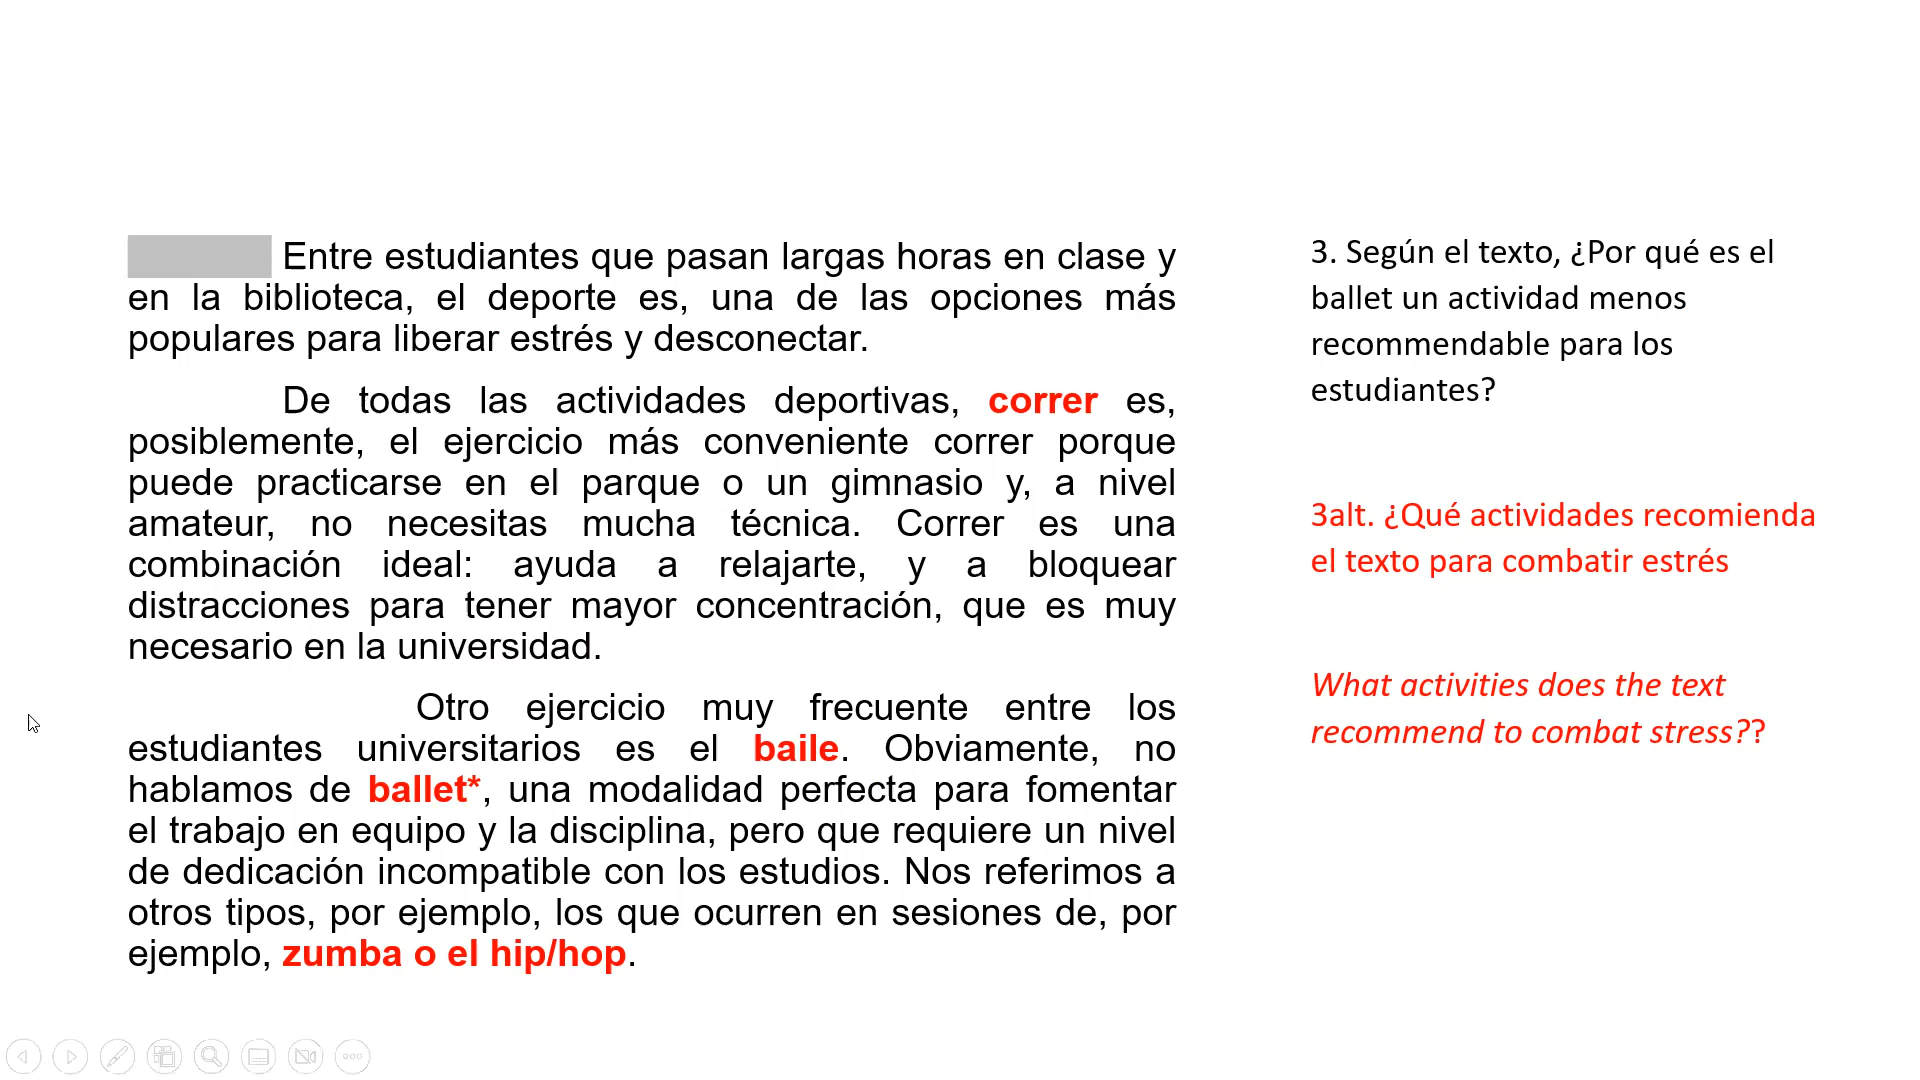 Entre estudiantes que pasan largas horas en clase y
en la biblioteca, el deporte es, una de las opciones más
populares para liberar estrés y desconectar.
De todas las actividades deportivas, correr es,
posiblemente, el ejercicio más conveniente correr porque
puede practicarse en el parque o un gimnasio y, a nivel
amateur, no necesitas mucha técnica. Correr es una
combinación ideal: ayuda a relajarte, y a bloquear
distracciones para tener mayor concentración, que es muy
necesario en la universidad.
Otro ejercicio muy frecuente entre los
estudiantes universitarios es el baile. Obviamente, no
hablamos de ballet*, una modalidad perfecta para fomentar
el trabajo en equipo y la disciplina, pero que requiere un nivel
de dedicación incompatible con los estudios. Nos referimos a
otros tipos, por ejemplo, los que ocurren en sesiones de, por
ejemplo, zumba o el hip/hop.
3. Según el texto, ¿Por qué es el
ballet un actividad menos
recommendable para los
estudiantes?
3alt. ¿Qué actividades recomienda
el texto para combatir estrés
What activities does the text
recommend to combat stress??